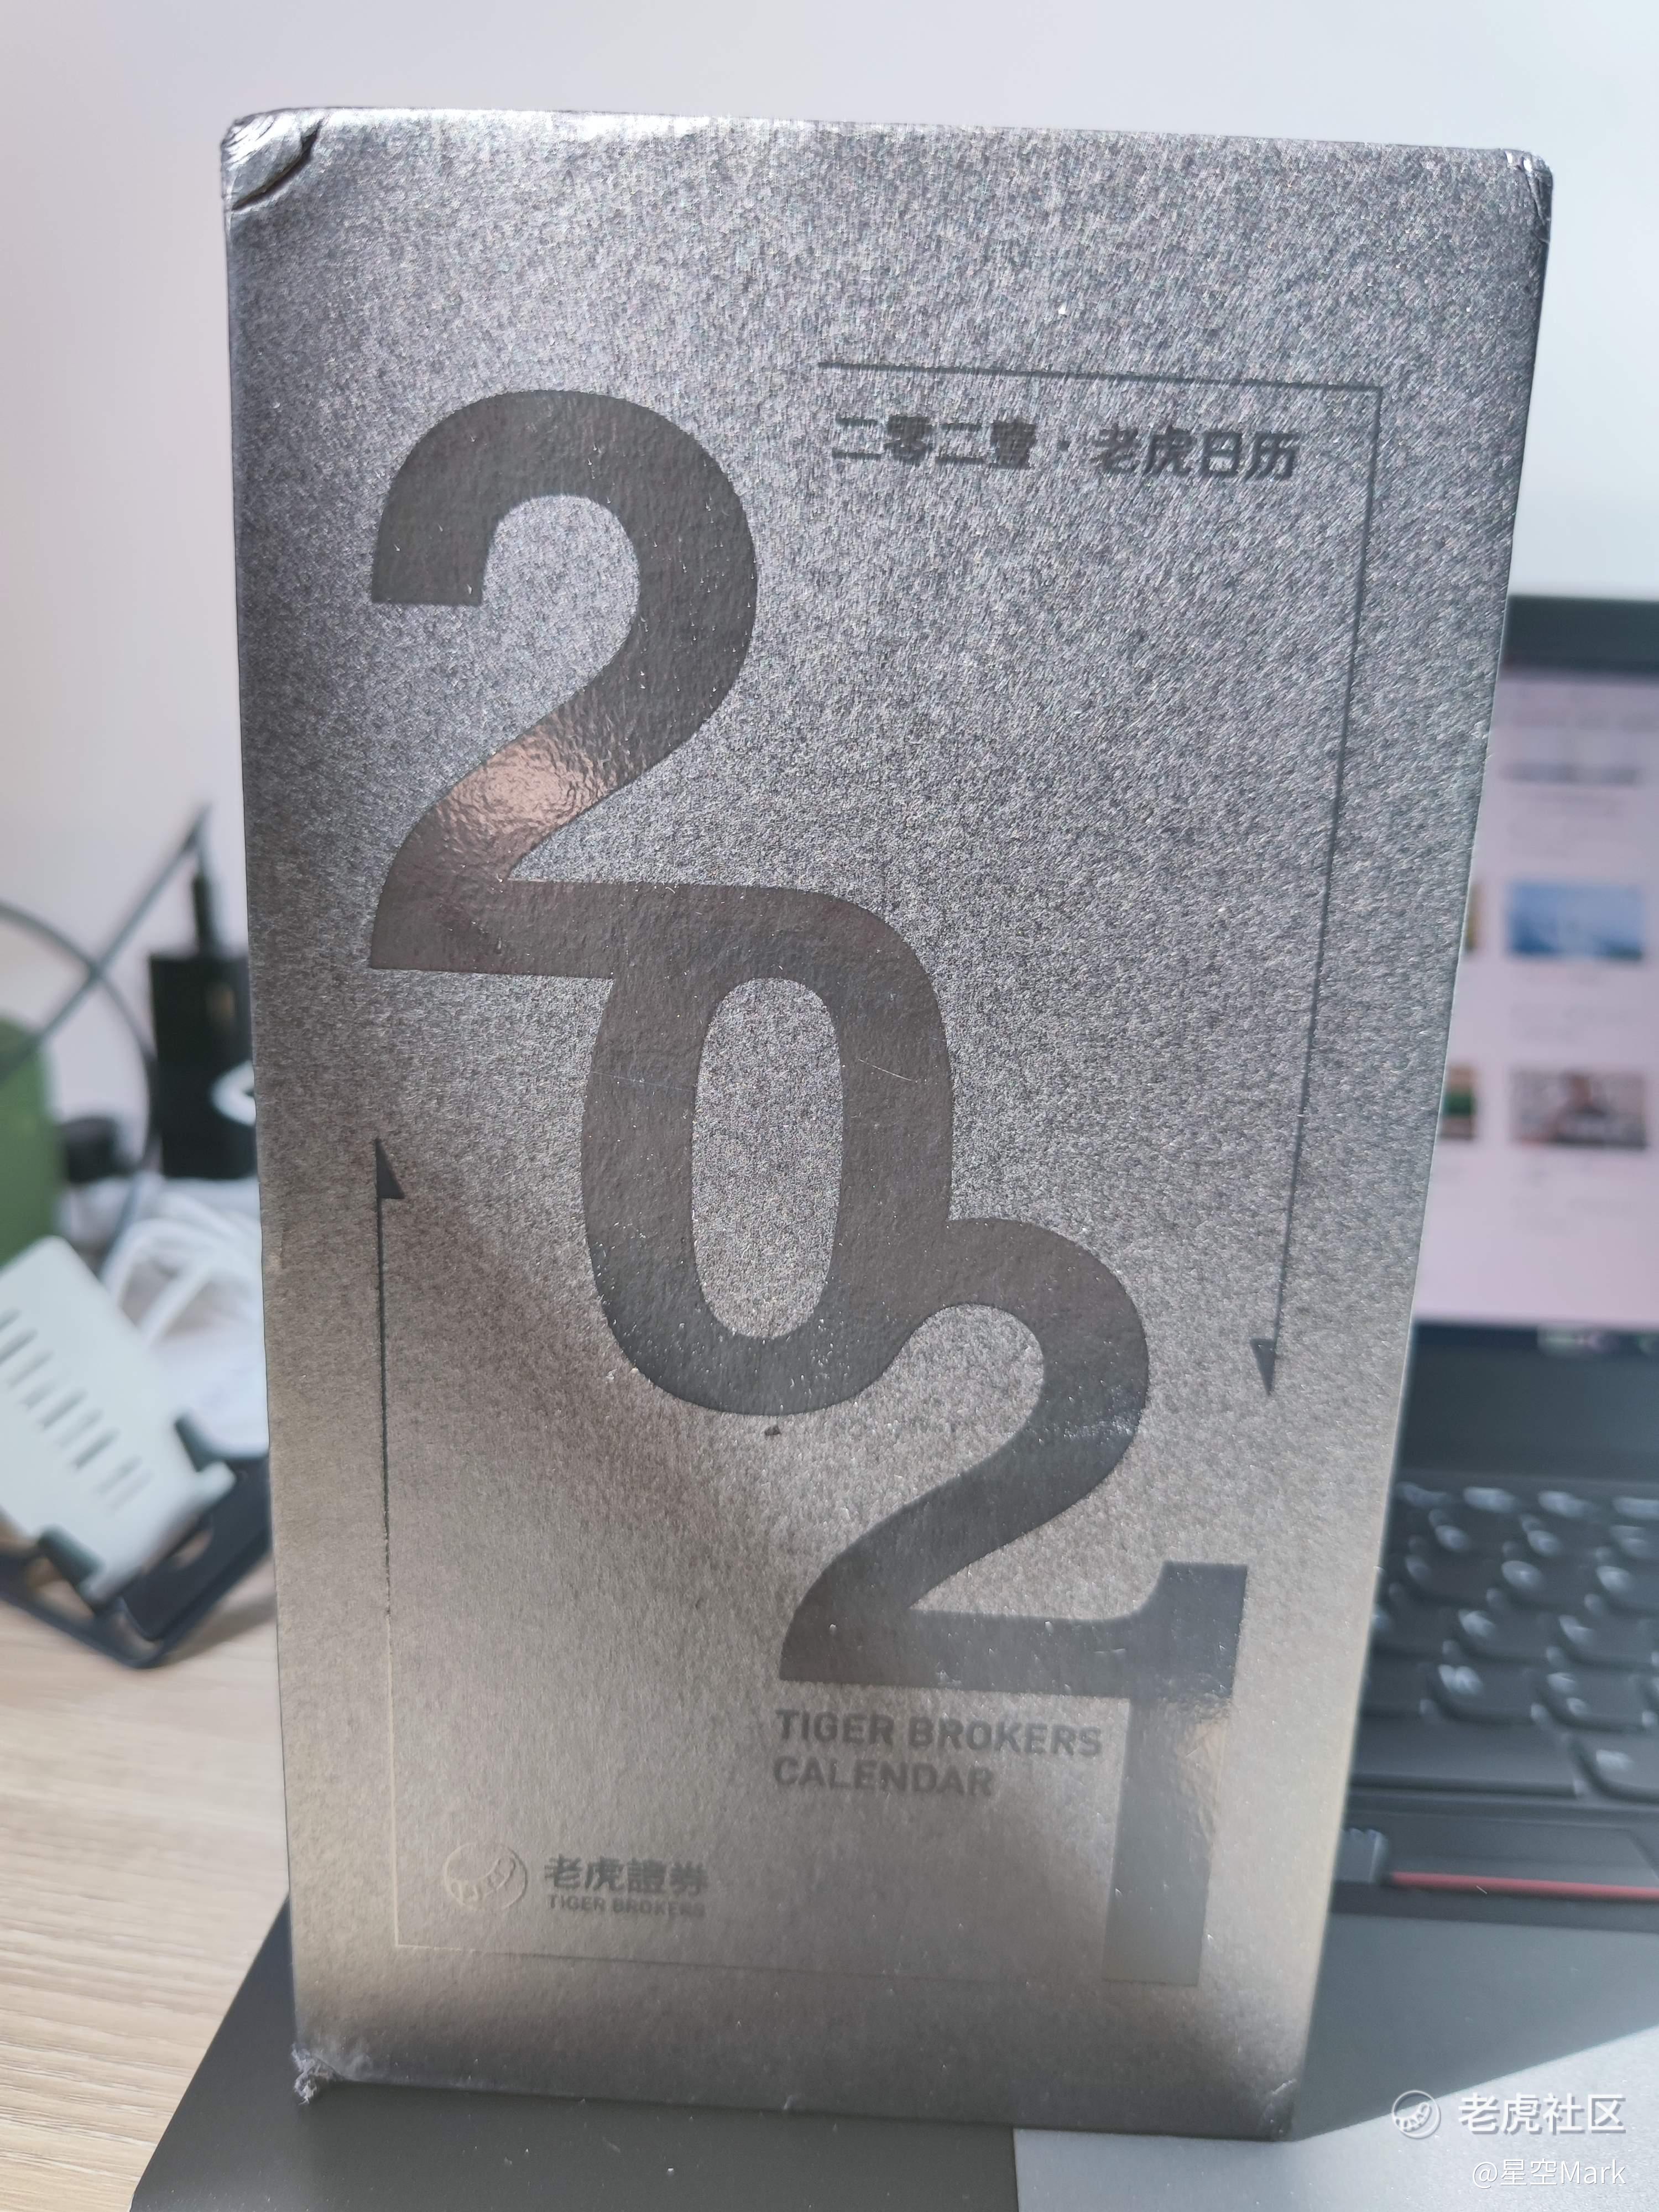 二零二壹·老虎日历
2021
TIGER BROKERS
CALENDAR
老虎證券
TIGER BROKERS
老虎社区
@星空Mark